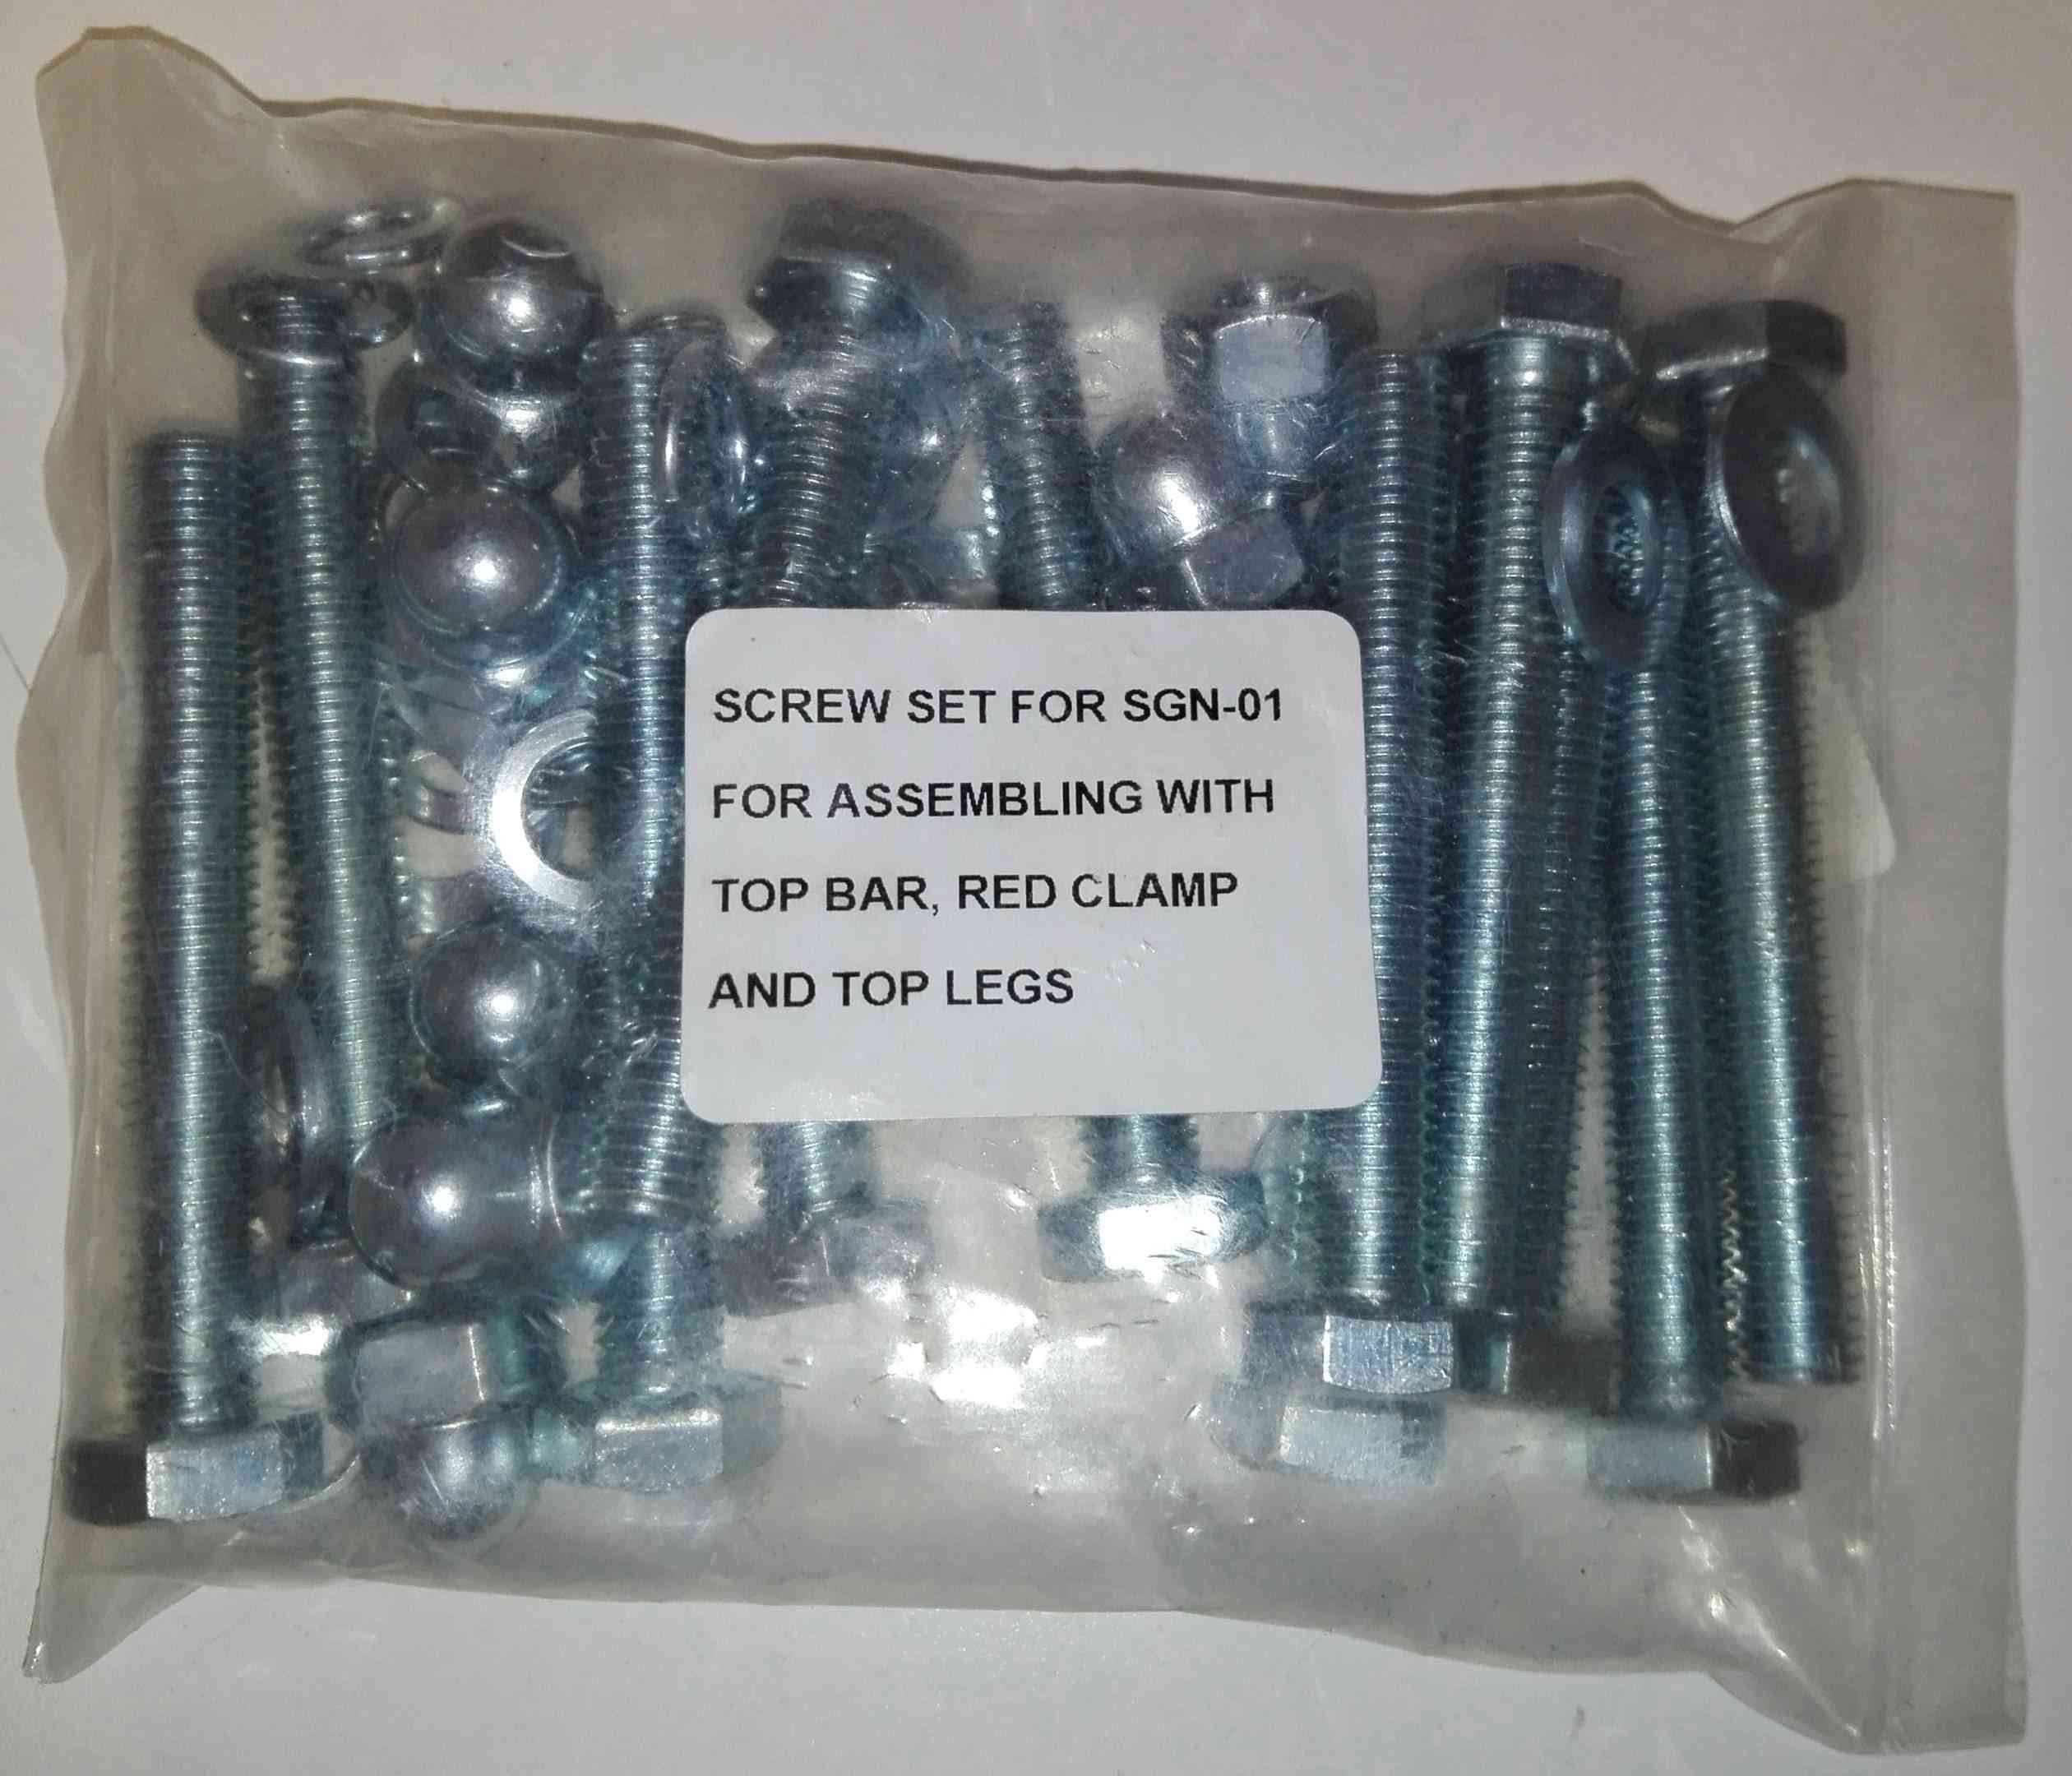 SCREW SET FOR SGN-01
FOR ASSEMBLING WITH
TOP BAR, RED CLAMP
AND TOP LEGS